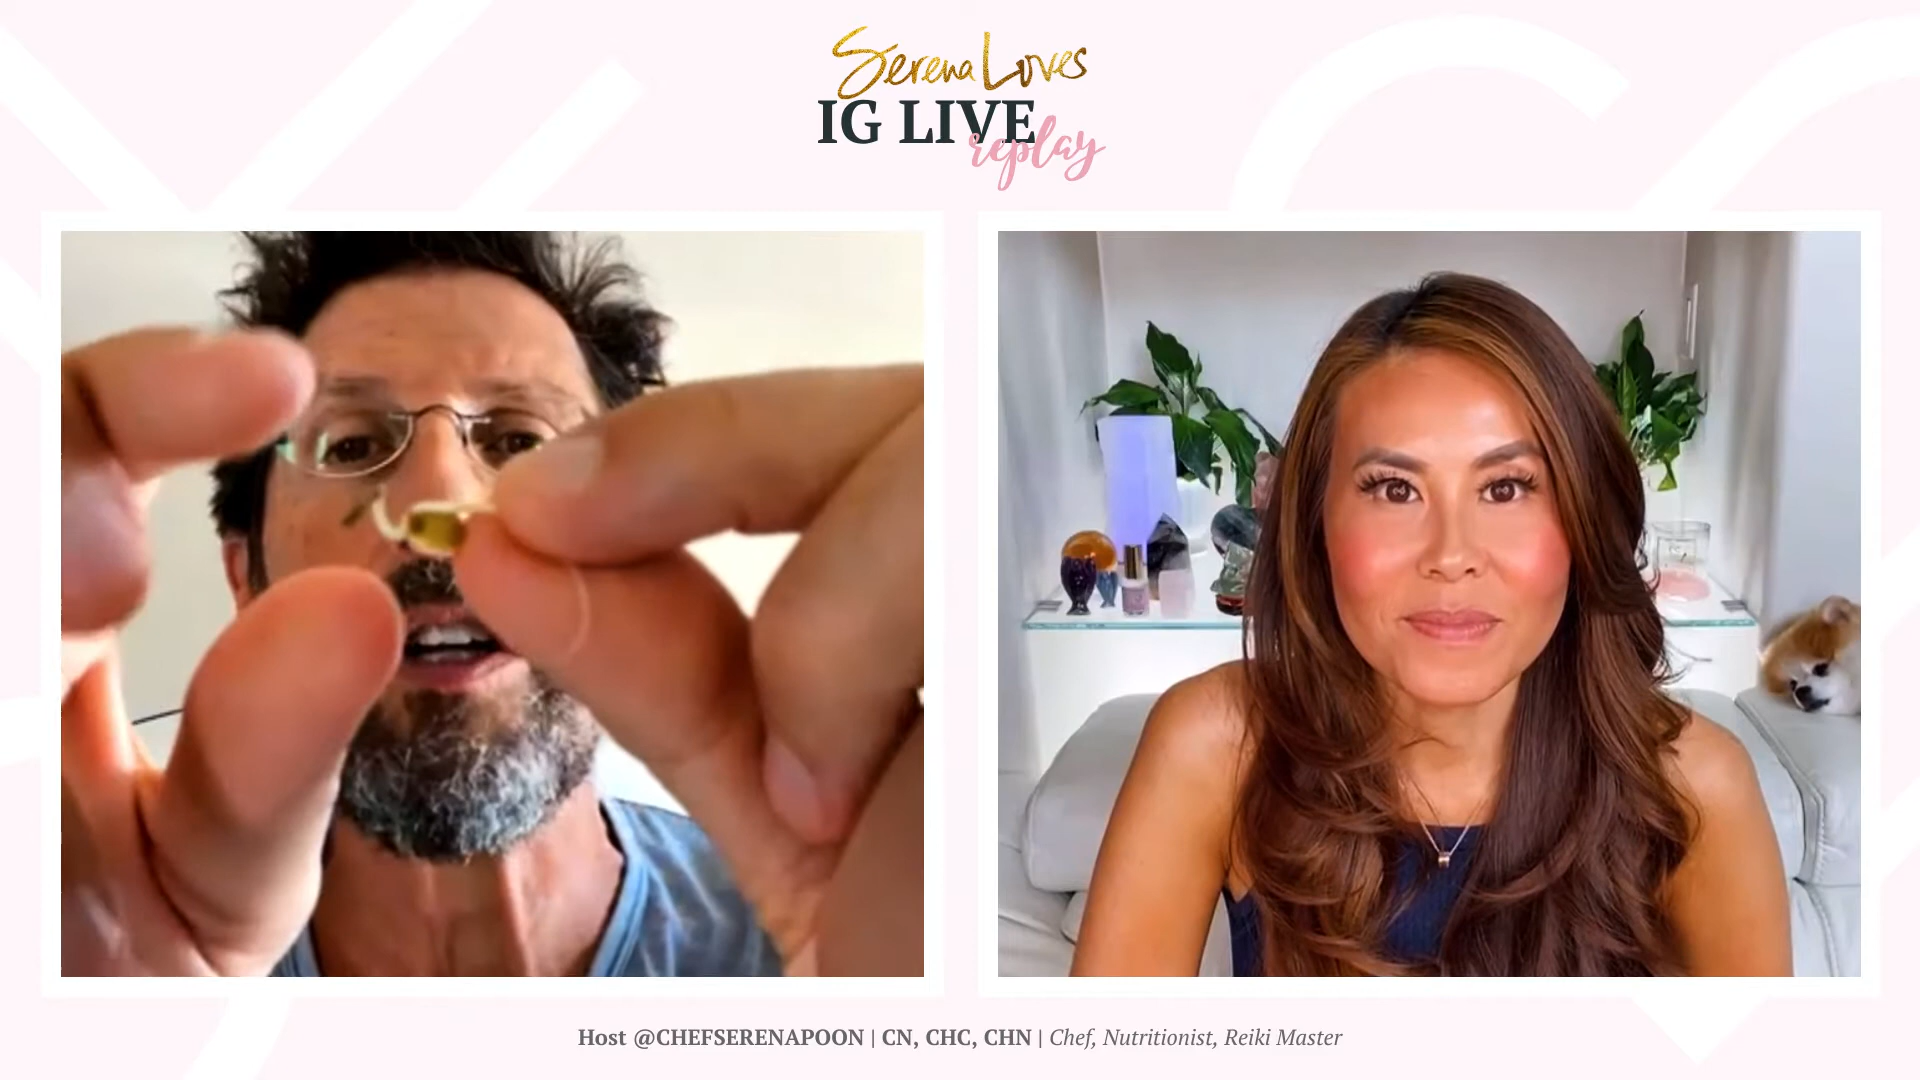 Serena Loves
IG LIVE
replay
Host @CHEFSERENAPOON | CN, CHC, CHN | Chef, Nutritionist, Reiki Master